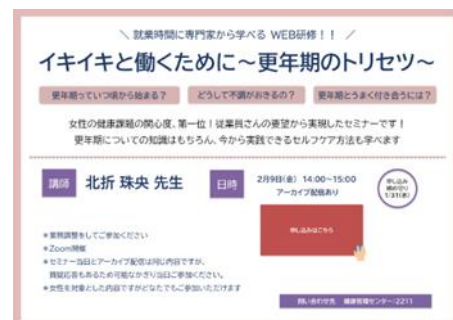 ＼ 就業時間に専門家から学べる WEB研修！！ ／
イキイキと働くために～更年期のトリセツ～
更年期っていつ頃から始まる？
どうして不調がおきるの？
更年期とうまく付き合うには？
女性の健康課題の関心度、第一位！従業員さんの要望から実現したセミナーです！
更年期についての知識はもちろん、今から実践できるセルフケア方法も学べます
講師 北折 珠央 先生
日時 2月9日(金) 14:00~15:00
アーカイブ配信あり
申し込み
締め切り
1/31(水)
申し込みはこちら
＊業務調整をしてご参加ください
＊Zoom開催
＊セミナー当日とアーカイブ配信は同じ内容ですが、
質疑応答もあるため可能なかぎり当日ご参加ください。
＊女性を対象とした内容ですがどなたでもご参加いただけます
問い合わせ先 健康管理センター:2211